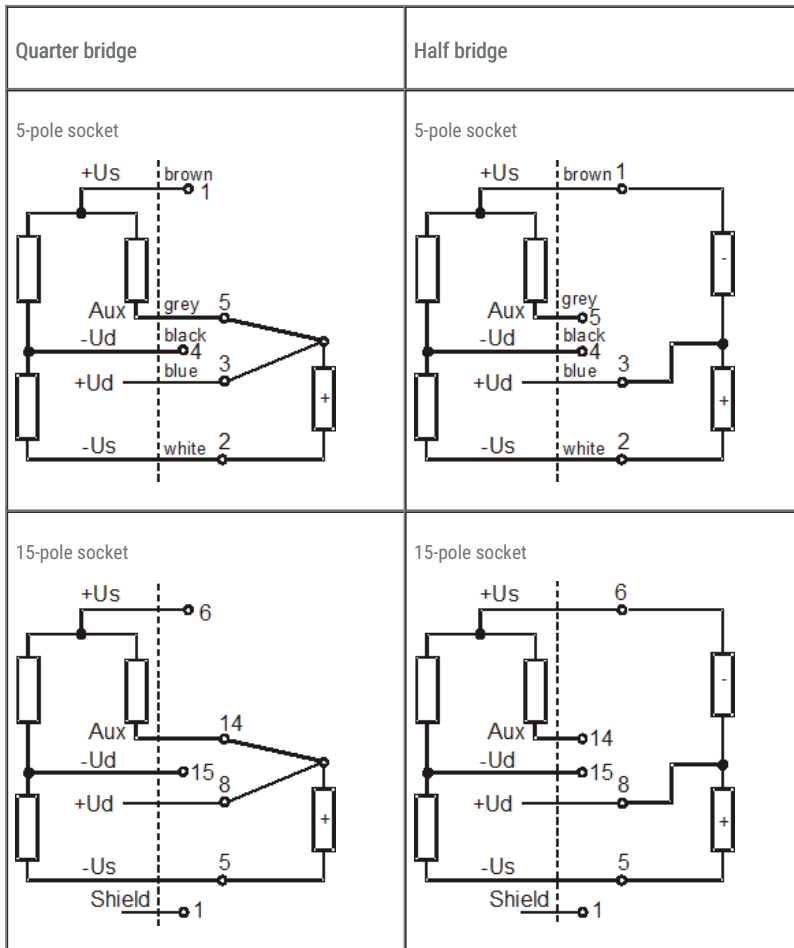 Quarter bridge
Half bridge
5-pole socket
+Us
brown
1
Aux
grey
5
-Ud
black
4
+Ud
blue
3
+
-Us
white
2
5-pole socket
+Us
brown
1
-
Aux
grey
5
-Ud
black
4
+Ud
blue
3
+
-Us
white
2
15-pole socket
+Us
6
Aux
14
-Ud
15
+Ud
8
+
-Us
5
Shield
1
15-pole socket
+Us
6
-
Aux
14
-Ud
15
+Ud
8
+
-Us
5
Shield
1